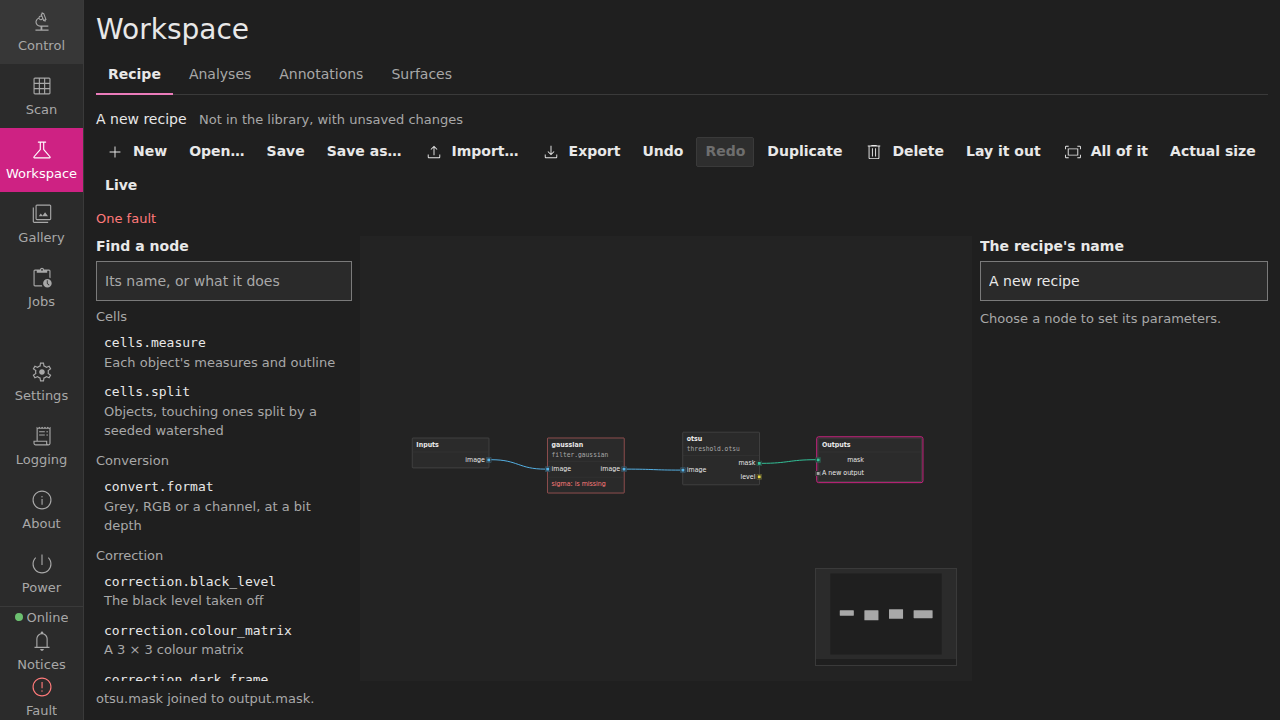 Control
Scan
Workspace
Gallery
Jobs
Settings
Logging
About
Power
Online
Notices
Fault
Workspace
Recipe Analyses Annotations Surfaces
A new recipe Not in the library, with unsaved changes
New Open… Save Save as… Import… Export Undo Redo Duplicate Delete Lay it out All of it Actual size
Live
One fault
Find a node
Its name, or what it does
Cells
cells.measure
Each object's measures and outline
cells.split
Objects, touching ones split by a
seeded watershed
Conversion
convert.format
Grey, RGB or a channel, at a bit
depth
Correction
correction.black_level
The black level taken off
correction.colour_matrix
A 3 × 3 colour matrix
correction.dark_frame
otsu.mask joined to output.mask.
Inputs
image
gaussian
filter.gaussian
image image
sigma: is missing
otsu
threshold.otsu
mask
image
level
Outputs
mask
A new output
The recipe's name
A new recipe
Choose a node to set its parameters.